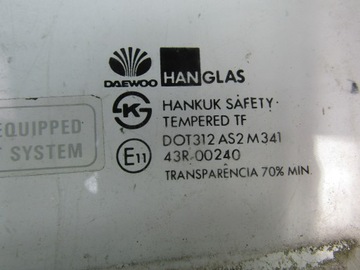 DAEWOO HANGLAS
HANKUK SAFETY
TEMPERED TF
DOT312 AS2 M341
E11 43R-00240
TRANSPARÊNCIA 70% MIN.
EQUIPPED
SYSTEM